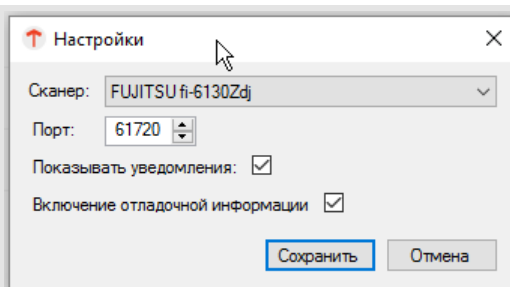 Настройки
Сканер: FUJITSU fi-6130Zdj
Порт: 61720
Показывать уведомления:
Включение отладочной информации
Сохранить Отмена